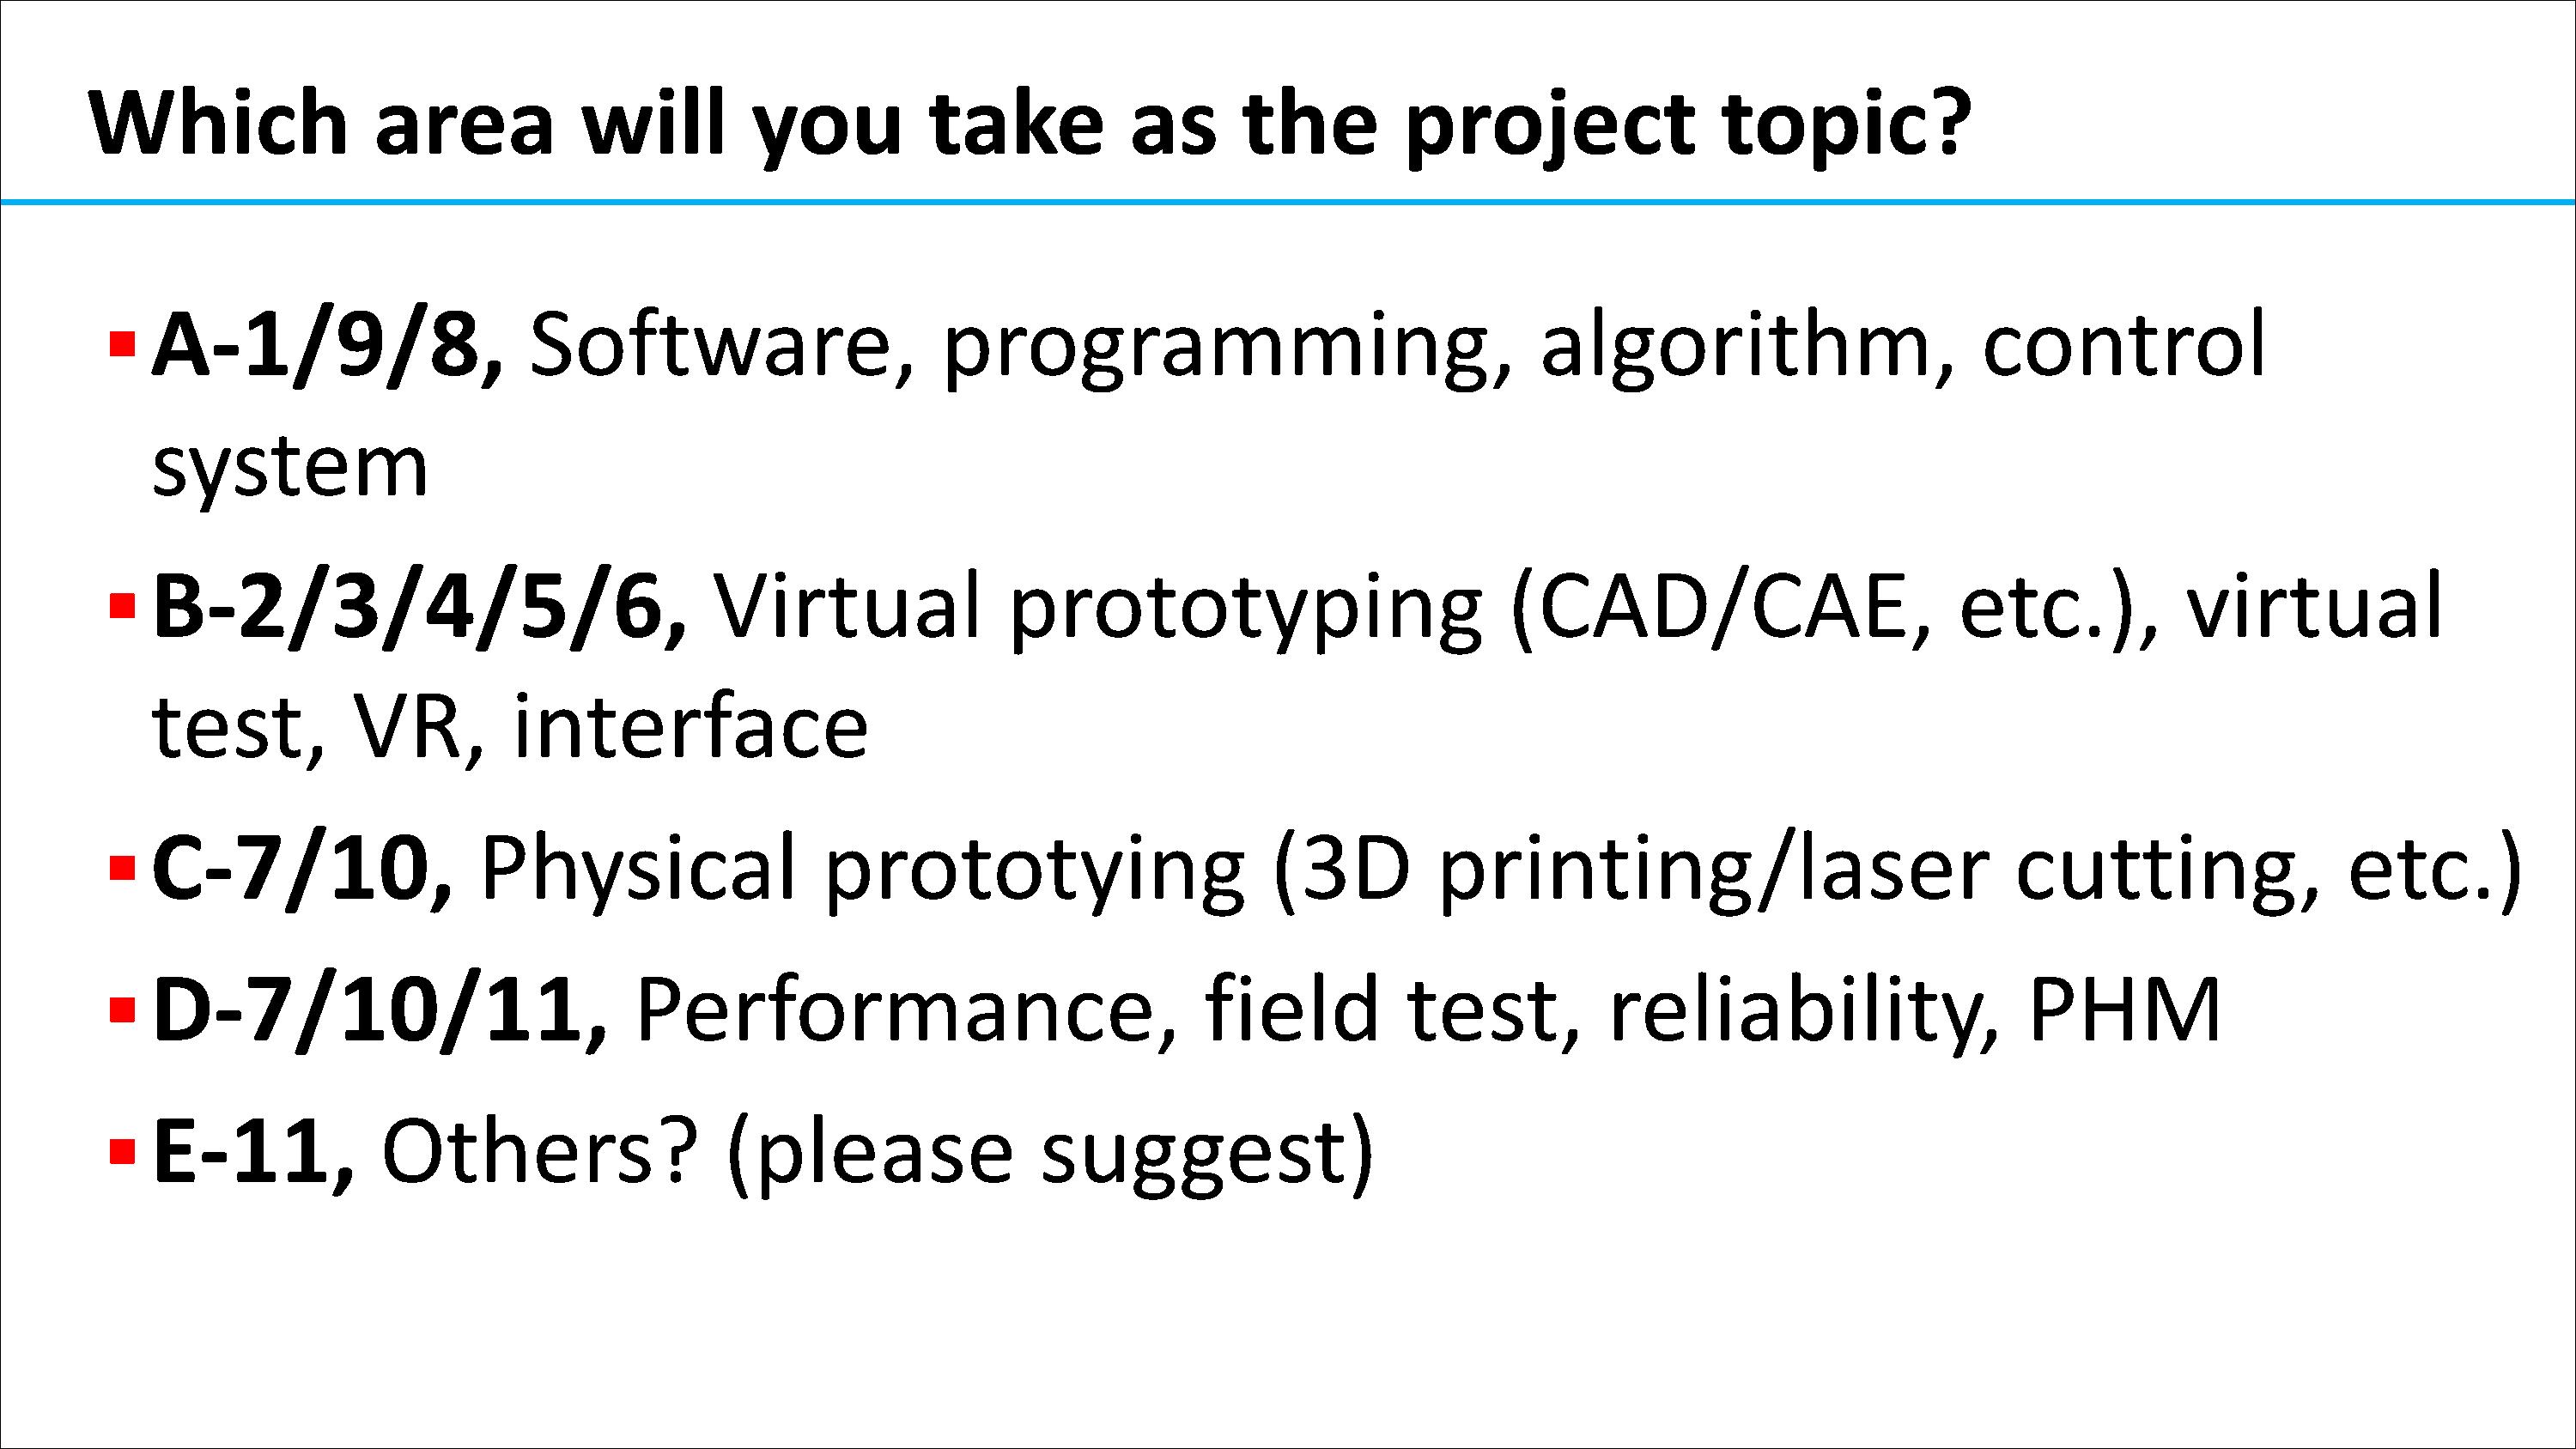 Which area will you take as the project topic?
▪A-1/9/8, Software, programming, algorithm, control
system
▪B-2/3/4/5/6, Virtual prototyping (CAD/CAE, etc.), virtual
test, VR, interface
▪C-7/10, Physical prototying (3D printing/laser cutting, etc.)
▪D-7/10/11, Performance, field test, reliability, PHM
▪E-11, Others? (please suggest)